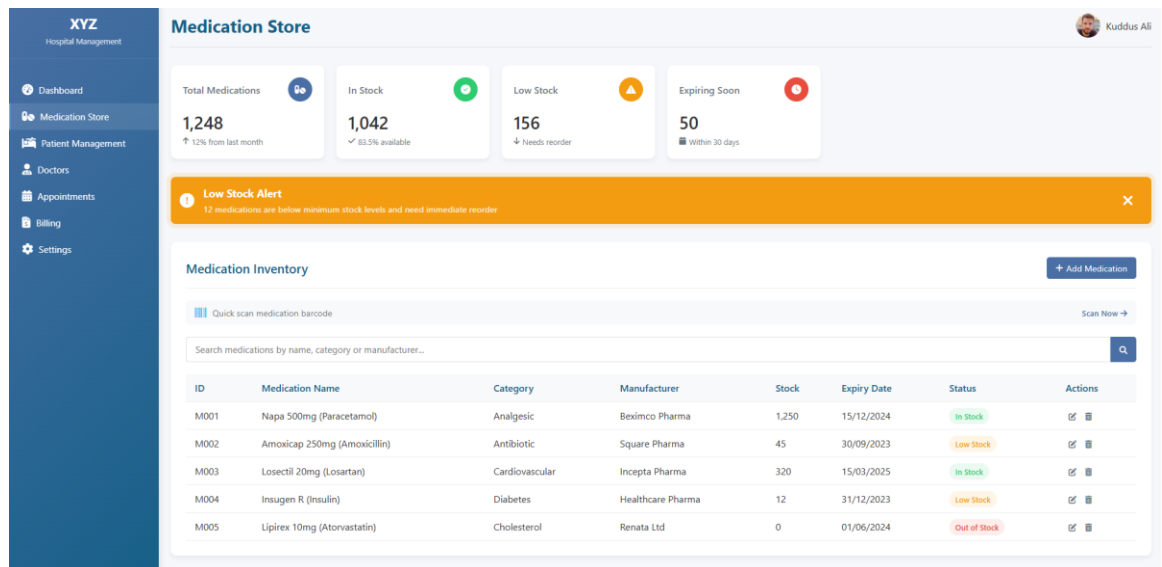 XYZ
Hospital Management
Dashboard
Medication Store
Patient Management
Doctors
Appointments
Billing
Settings
Medication Store
Kuddus Ali
Total Medications
1,248
↑ 12% from last month
In Stock
1,042
✓ 83.5% available
Low Stock
156
↓ Needs reorder
Expiring Soon
50
Within 30 days
Low Stock Alert
12 medications are below minimum stock levels and need immediate reorder
Medication Inventory
+ Add Medication
Quick scan medication barcode
Scan Now →
Search medications by name, category or manufacturer...
ID Medication Name Category Manufacturer Stock Expiry Date Status Actions
M001 Napa 500mg (Paracetamol) Analgesic Beximco Pharma 1,250 15/12/2024 In Stock
M002 Amoxicap 250mg (Amoxicillin) Antibiotic Square Pharma 45 30/09/2023 Low Stock
M003 Losectil 20mg (Losartan) Cardiovascular Incepta Pharma 320 15/03/2025 In Stock
M004 Insugen R (Insulin) Diabetes Healthcare Pharma 12 31/12/2023 Low Stock
M005 Lipirex 10mg (Atorvastatin) Cholesterol Renata Ltd 0 01/06/2024 Out of Stock